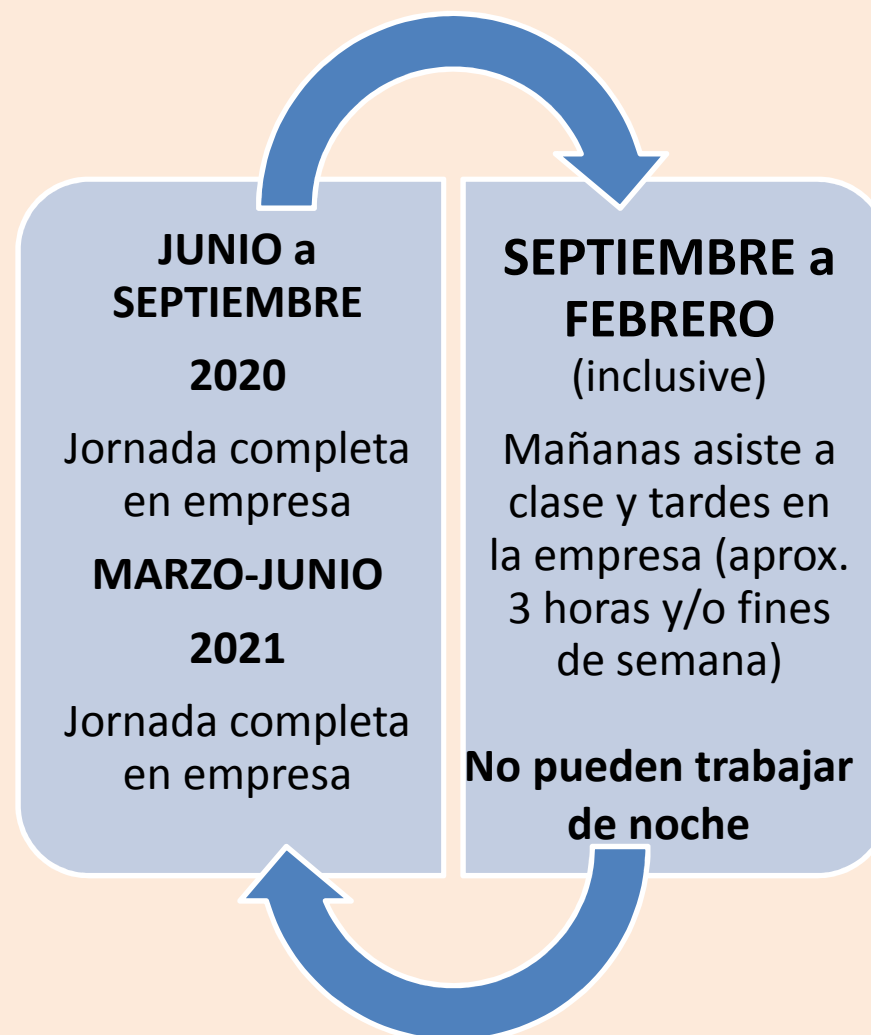 JUNIO a
SEPTIEMBRE
2020
Jornada completa
en empresa
MARZO-JUNIO
2021
Jornada completa
en empresa
SEPTIEMBRE a
FEBRERO
(inclusive)
Mañanas asiste a
clase y tardes en
la empresa (aprox.
3 horas y/o fines
de semana)
No pueden trabajar
de noche